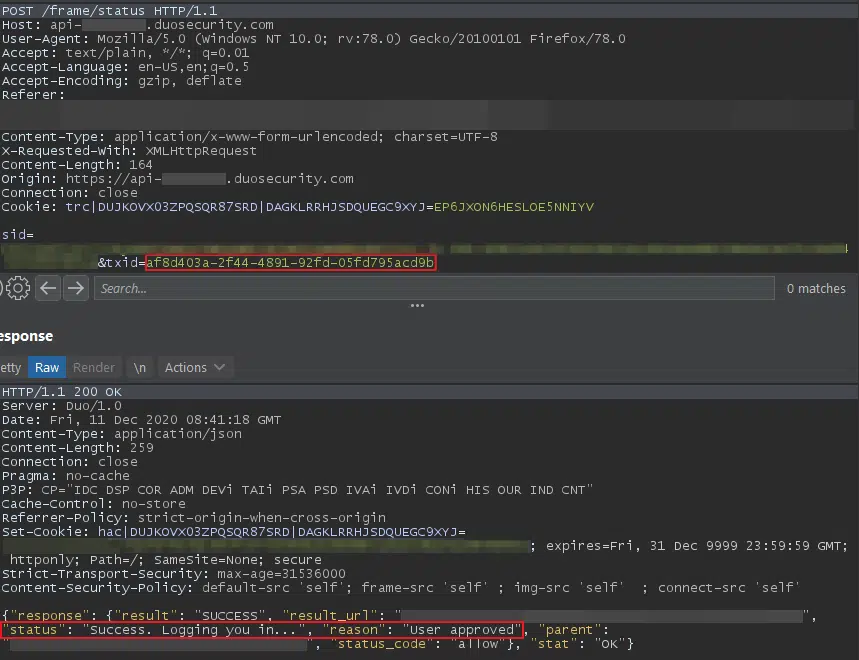 POST /frame/status HTTP/1.1
Host: api- .duosecurity.com
User-Agent: Mozilla/5.0 (Windows NT 10.0; rv:78.0) Gecko/20100101 Firefox/78.0
Accept: text/plain, */*; q=0.01
Accept-Language: en-US,en;q=0.5
Accept-Encoding: gzip, deflate
Referer:
Content-Type: application/x-www-form-urlencoded; charset=UTF-8
X-Requested-With: XMLHttpRequest
Content-Length: 164
Origin: https://api- .duosecurity.com
Connection: close
Cookie: trc|DUJKOVX03ZPQSQR87SRD|DAGKLRRHJSDQUEGC9XYJ=EP6JXON6HESLOE5NNIYV
sid=
&txid=af8d403a-2f44-4891-92fd-05fd795acd9b
Search... 0 matches
esponse
etty Raw Render \n Actions
HTTP/1.1 200 OK
Server: Duo/1.0
Date: Fri, 11 Dec 2020 08:41:18 GMT
Content-Type: application/json
Content-Length: 259
Connection: close
Pragma: no-cache
P3P: CP="IDC DSP COR ADM DEVi TAIi PSA PSD IVAi IVDi CONi HIS OUR IND CNT"
Cache-Control: no-store
Referrer-Policy: strict-origin-when-cross-origin
Set-Cookie: hac|DUJKOVX03ZPQSQR87SRD|DAGKLRRHJSDQUEGC9XYJ=
; expires=Fri, 31 Dec 9999 23:59:59 GMT;
httponly; Path=/; SameSite=None; secure
Strict-Transport-Security: max-age=31536000
Content-Security-Policy: default-src 'self'; frame-src 'self' ; img-src 'self'  ; connect-src 'self'
{"response": {"result": "SUCCESS", "result_url": " ",
"status": "Success. Logging you in...", "reason": "User approved", "parent":
" ", "status_code": "allow"}, "stat": "OK"}